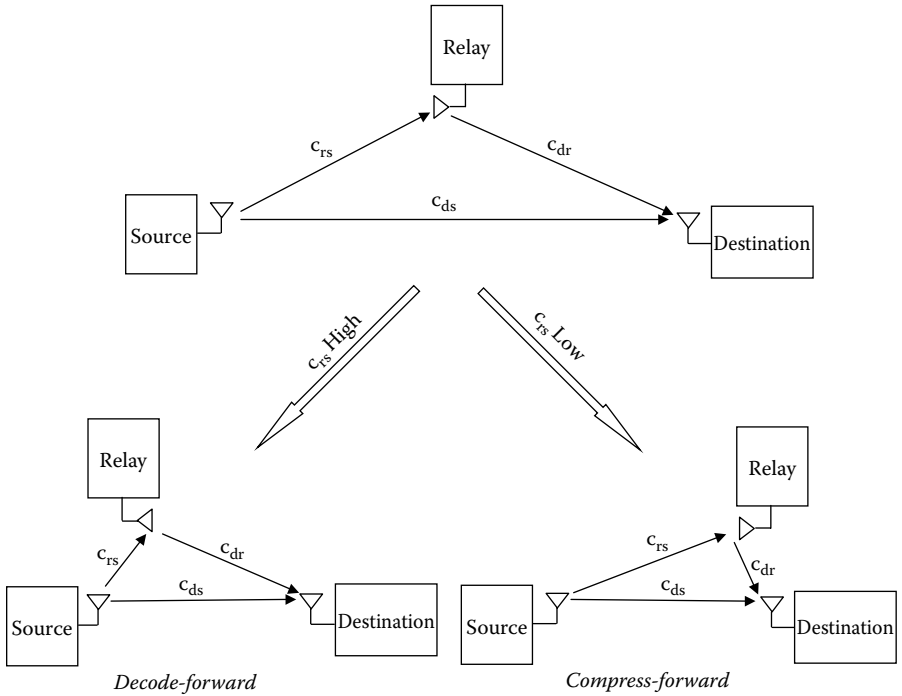 Relay
c_rs
c_dr
c_ds
Source
Destination
c_rs High
c_rs Low
Relay
c_rs
c_dr
c_ds
Source
Destination
Decode-forward
Relay
c_rs
c_dr
c_ds
Source
Destination
Compress-forward